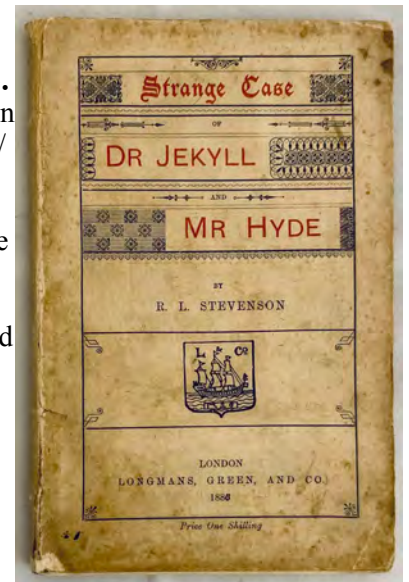 .
n
/
e
d
Strange Case
OF
DR JEKYLL
AND
MR HYDE
BY
R. L. STEVENSON
L Co
LONDON
LONGMANS, GREEN, AND CO.
1886
Price One Shilling